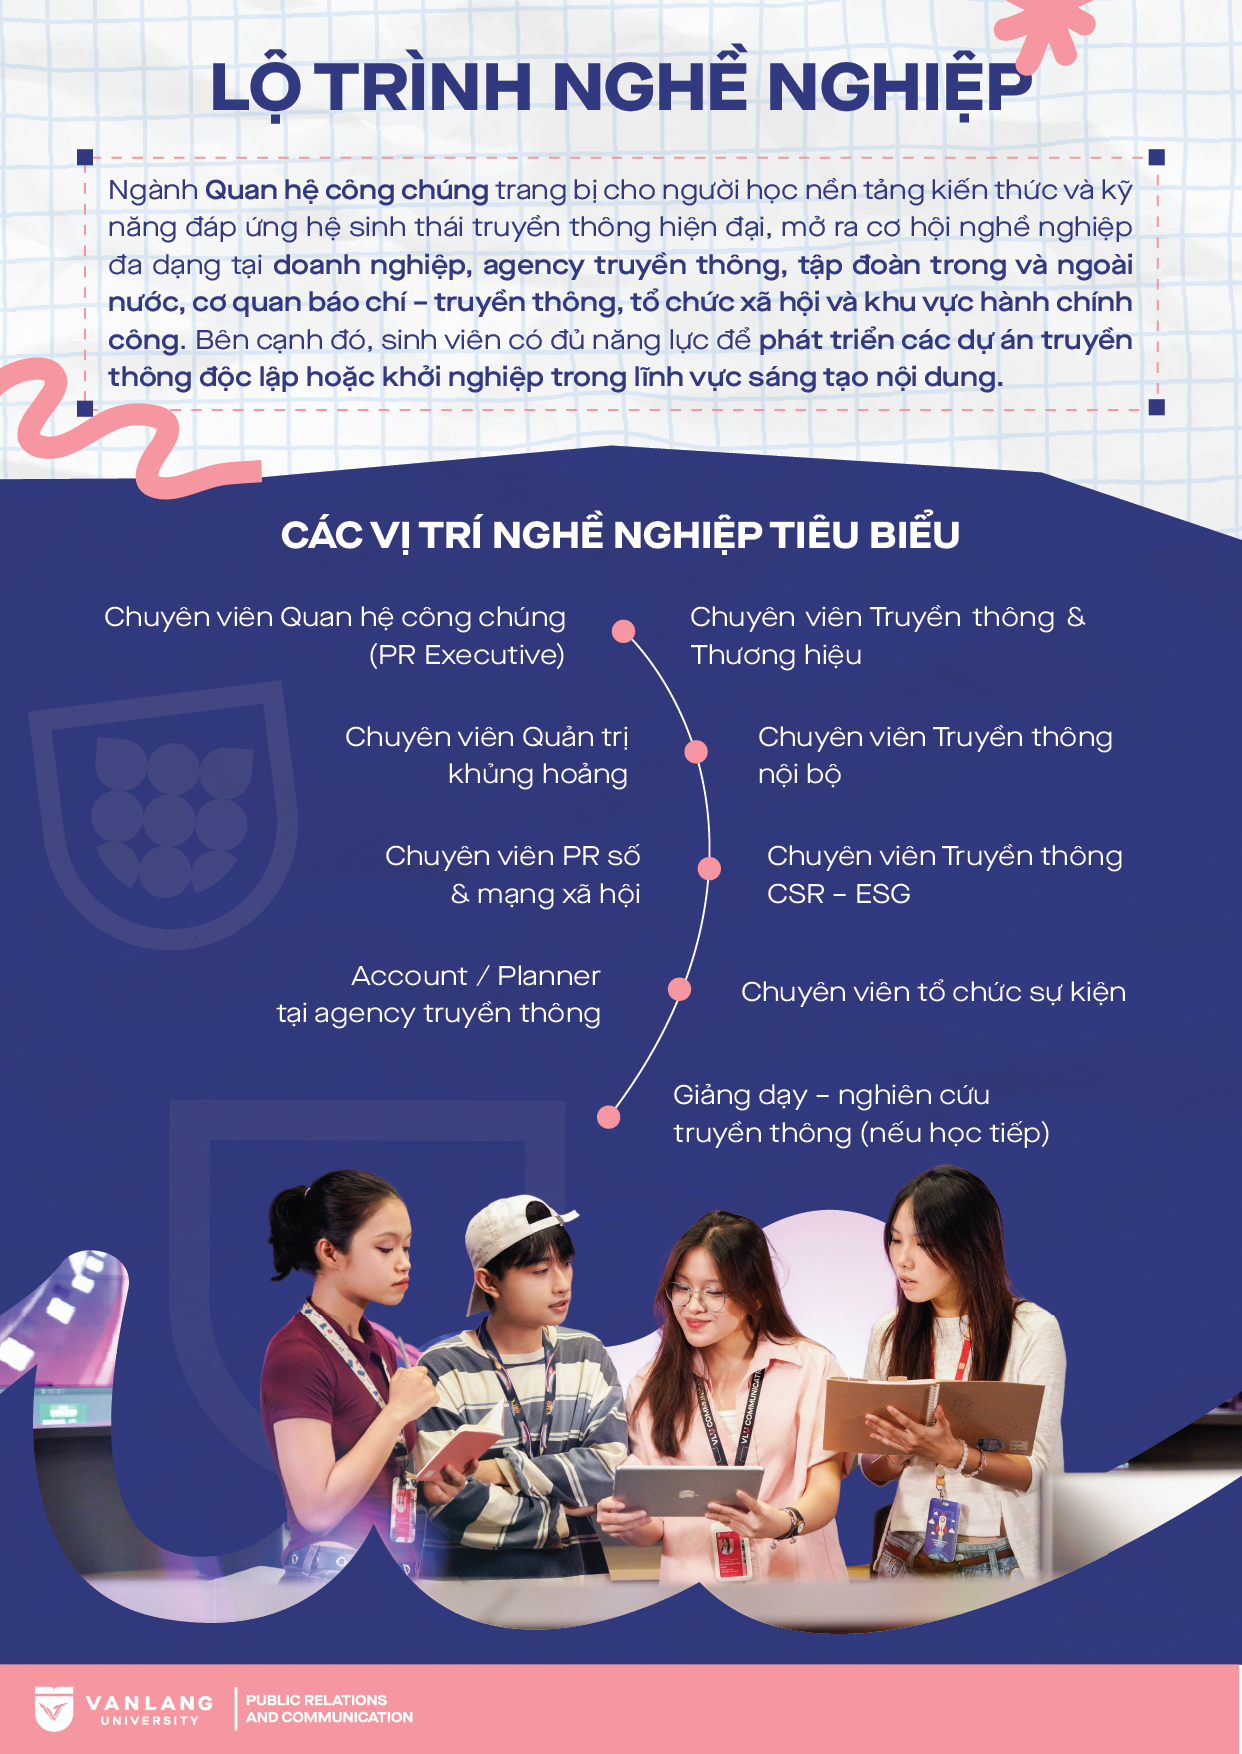 LỘ TRÌNH NGHỀ NGHIỆP
Ngành Quan hệ công chúng trang bị cho người học nền tảng kiến thức và kỹ
năng đáp ứng hệ sinh thái truyền thông hiện đại, mở ra cơ hội nghề nghiệp
đa dạng tại doanh nghiệp, agency truyền thông, tập đoàn trong và ngoài
nước, cơ quan báo chí – truyền thông, tổ chức xã hội và khu vực hành chính
công. Bên cạnh đó, sinh viên có đủ năng lực để phát triển các dự án truyền
thông độc lập hoặc khởi nghiệp trong lĩnh vực sáng tạo nội dung.
CÁC VỊ TRÍ NGHỀ NGHIỆP TIÊU BIỂU
Chuyên viên Quan hệ công chúng
(PR Executive)
Chuyên viên Truyền thông &
Thương hiệu
Chuyên viên Quản trị
khủng hoảng
Chuyên viên Truyền thông
nội bộ
Chuyên viên PR số
& mạng xã hội
Chuyên viên Truyền thông
CSR – ESG
Account / Planner
tại agency truyền thông
Chuyên viên tổ chức sự kiện
Giảng dạy – nghiên cứu
truyền thông (nếu học tiếp)
VLU COMMUNICAT
VANLANG
UNIVERSITY
PUBLIC RELATIONS
AND COMMUNICATION